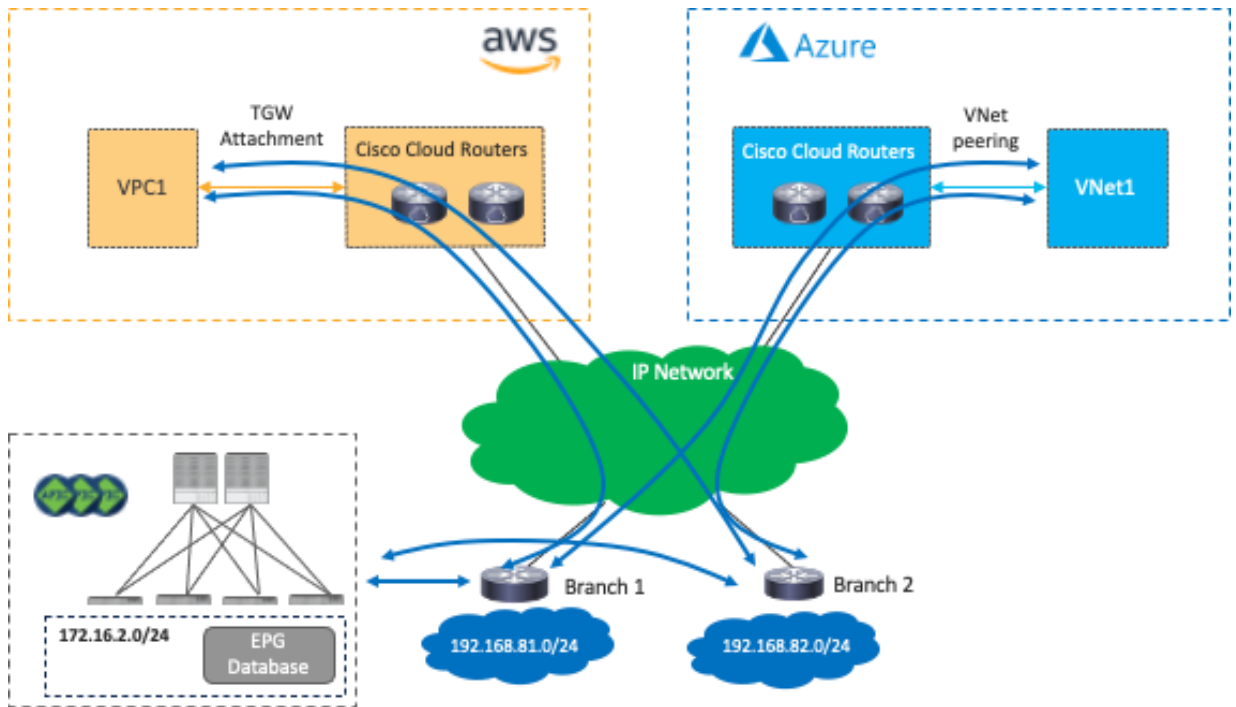 aws
Azure
TGW
Attachment
VPC1
Cisco Cloud Routers
Cisco Cloud Routers
VNet
peering
VNet1
IP Network
APIC
Branch 1
Branch 2
172.16.2.0/24
EPG
Database
192.168.81.0/24
192.168.82.0/24